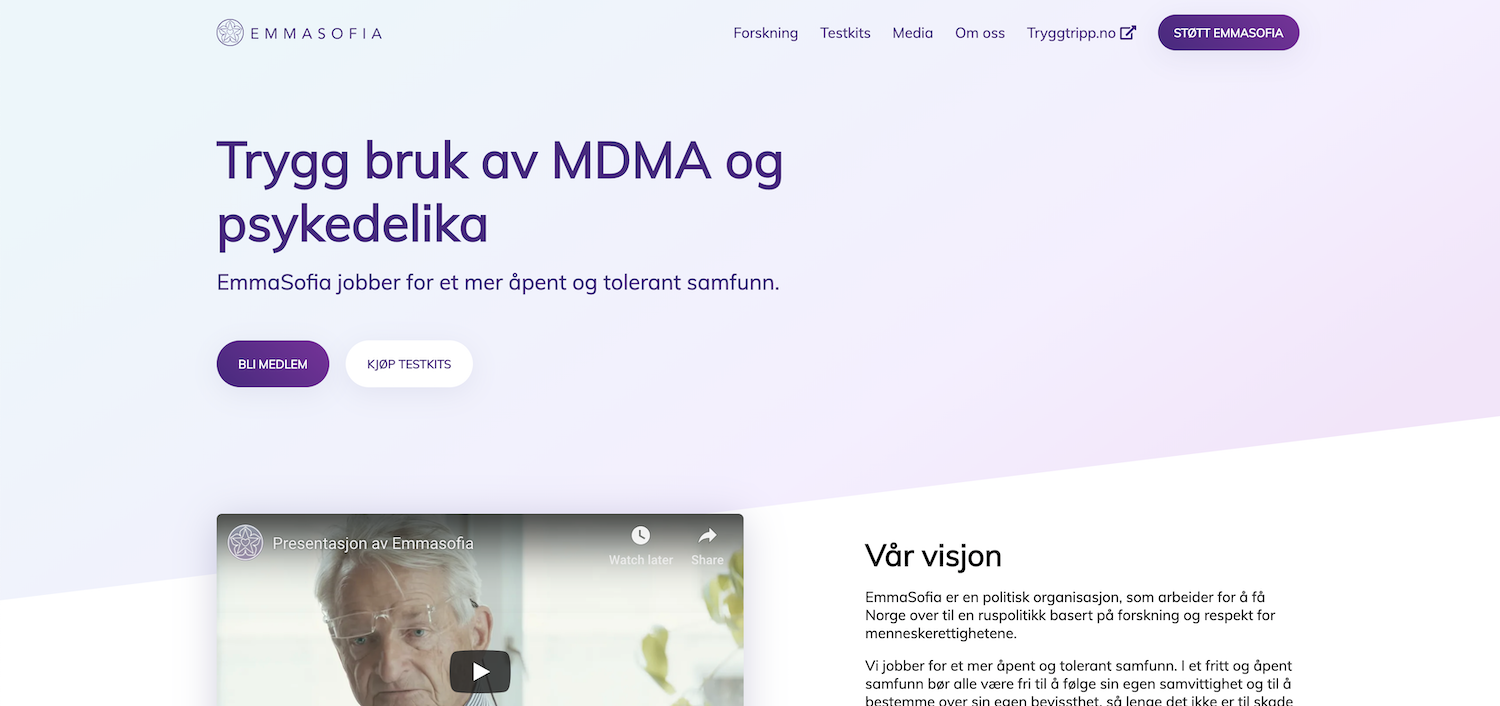 EMMASOFIA
Forskning
Testkits
Media
Om oss
Tryggtripp.no
STØTT EMMASOFIA
Trygg bruk av MDMA og
psykedelika
EmmaSofia jobber for et mer åpent og tolerant samfunn.
BLI MEDLEM
KJØP TESTKITS
Presentasjon av Emmasofia
Watch later
Share
Vår visjon
EmmaSofia er en politisk organisasjon, som arbeider for å få
Norge over til en ruspolitikk basert på forskning og respekt for
menneskerettighetene.
Vi jobber for et mer åpent og tolerant samfunn. I et fritt og åpent
samfunn bør alle være fri til å følge sin egen samvittighet og til å
bestemme over sin egen bevissthet, så lenge det ikke er til skade